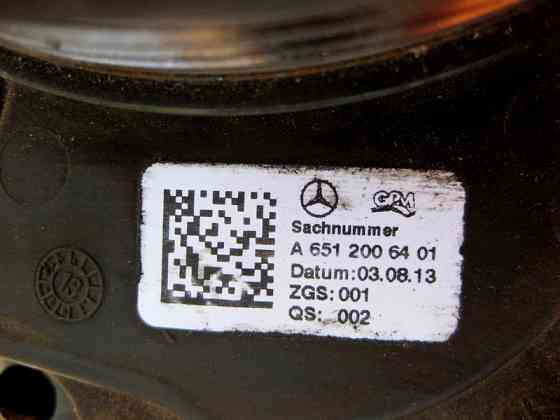 GPM
Sachnummer
A 651 200 64 01
Datum:03.08.13
ZGS:001
QS: 002